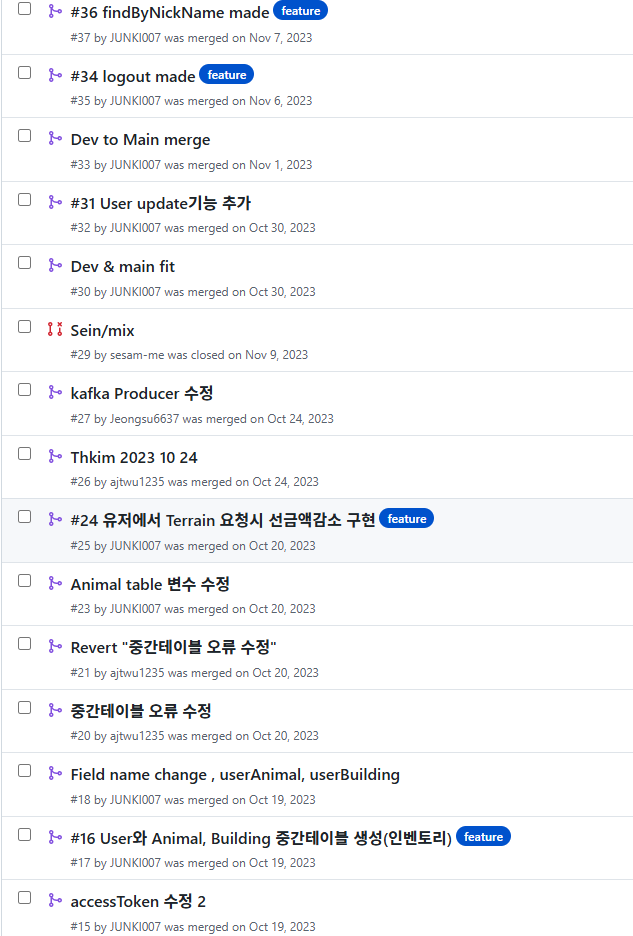 #36 findByNickName made feature
#37 by JUNKI007 was merged on Nov 7, 2023
#34 logout made feature
#35 by JUNKI007 was merged on Nov 6, 2023
Dev to Main merge
#33 by JUNKI007 was merged on Nov 1, 2023
#31 User update기능 추가
#32 by JUNKI007 was merged on Oct 30, 2023
Dev & main fit
#30 by JUNKI007 was merged on Oct 30, 2023
Sein/mix
#29 by sesam-me was closed on Nov 9, 2023
kafka Producer 수정
#27 by Jeongsu6637 was merged on Oct 24, 2023
Thkim 2023 10 24
#26 by ajtwu1235 was merged on Oct 24, 2023
#24 유저에서 Terrain 요청시 선금액감소 구현 feature
#25 by JUNKI007 was merged on Oct 20, 2023
Animal table 변수 수정
#23 by JUNKI007 was merged on Oct 20, 2023
Revert "중간테이블 오류 수정"
#21 by ajtwu1235 was merged on Oct 20, 2023
중간테이블 오류 수정
#20 by ajtwu1235 was merged on Oct 20, 2023
Field name change , userAnimal, userBuilding
#18 by JUNKI007 was merged on Oct 19, 2023
#16 User와 Animal, Building 중간테이블 생성(인벤토리) feature
#17 by JUNKI007 was merged on Oct 19, 2023
accessToken 수정 2
#15 by JUNKI007 was merged on Oct 19, 2023